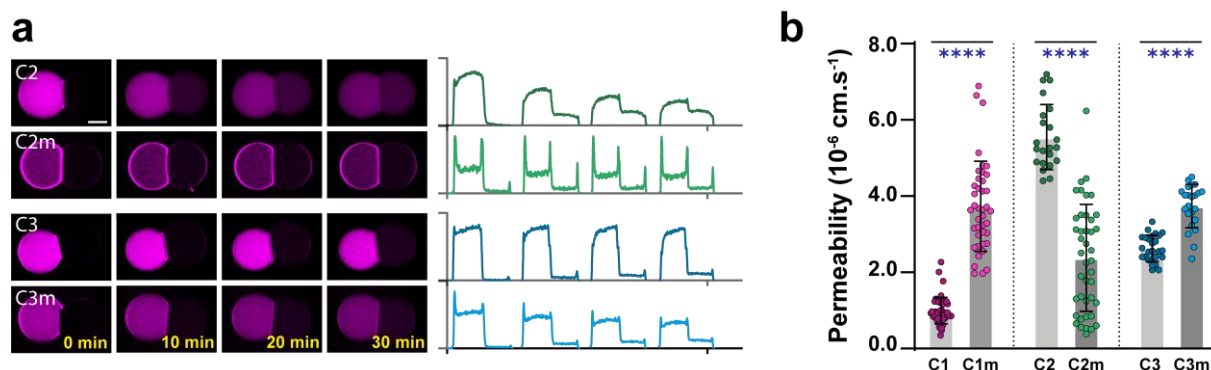 a
C2
C2m
C3
C3m
0 min 10 min 20 min 30 min
b
Permeability (10⁻⁶ cm.s⁻¹)
8.0
6.0
4.0
2.0
0.0
**** **** ****
C1 C1m C2 C2m C3 C3m